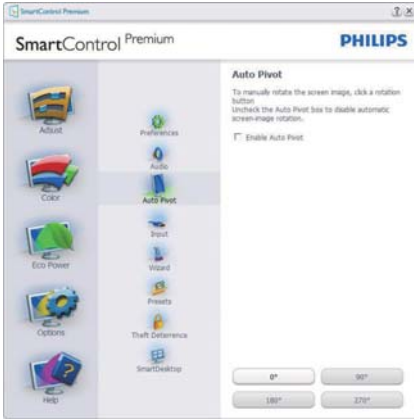 SmartControl Premium
SmartControl Premium
PHILIPS
Adjust
Color
Eco Power
Options
Help
Preferences
Audio
Auto Pivot
Input
Wizard
Presets
Theft Deterrence
SmartDesktop
Auto Pivot
To manually rotate the screen image, click a rotation
button
Uncheck the Auto Pivot box to disable automatic
screen-image rotation.
Enable Auto Pivot
0°
90°
180°
270°